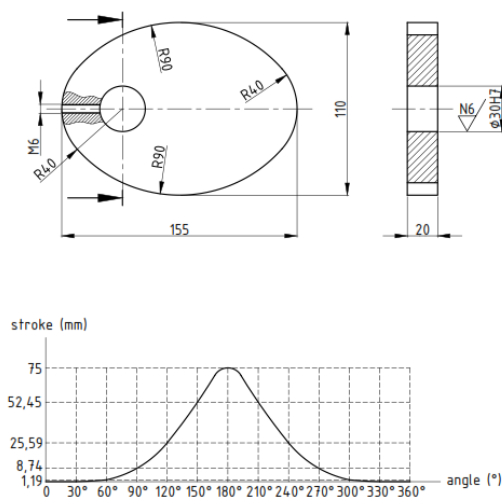 R90
R40
110
N6
Φ30H7
M6
R40
R90
155
20
stroke (mm)
75
52,45
25,59
8,74
1,19
0 30° 60° 90° 120° 150° 180° 210° 240° 270° 300° 330° 360°
angle (°)